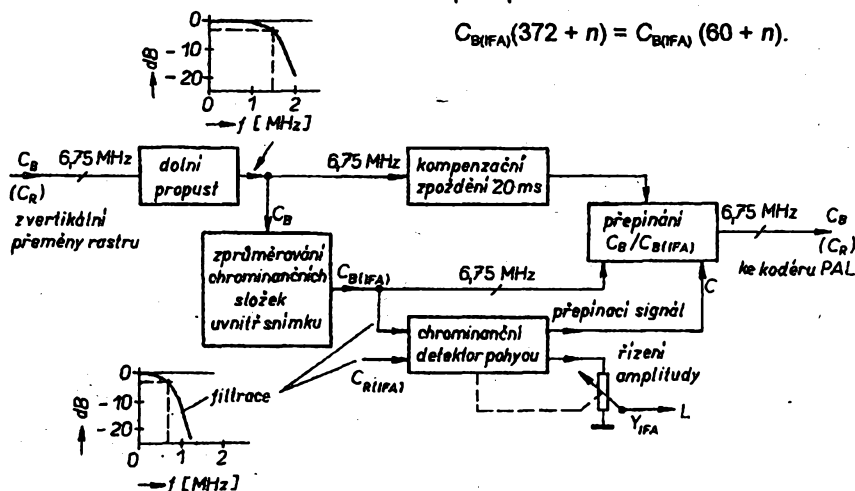 C_B(IFA)(372 + n) = C_B(IFA) (60 + n).
0
-10
-20
dB
0
1
2
f [MHz]
C_B
(C_R)
6,75 MHz
z vertikální
přeměny rastru
dolní
propust
6,75 MHz
kompenzační
zpoždění 20 ms
C_B
přepínání
C_B/C_B(IFA)
6,75 MHz
C_B
(C_R)
ke kodéru PAL
zprůměrování
chrominančních
složek
uvnitř snímku
C_B(IFA)
6,75 MHz
C
přepínací signál
chrominanční
detektor pohybu
C_R(IFA)
řízení
amplitudy
Y_IFA
L
0
-10
-20
dB
filtrace
0
1
2
f [MHz]